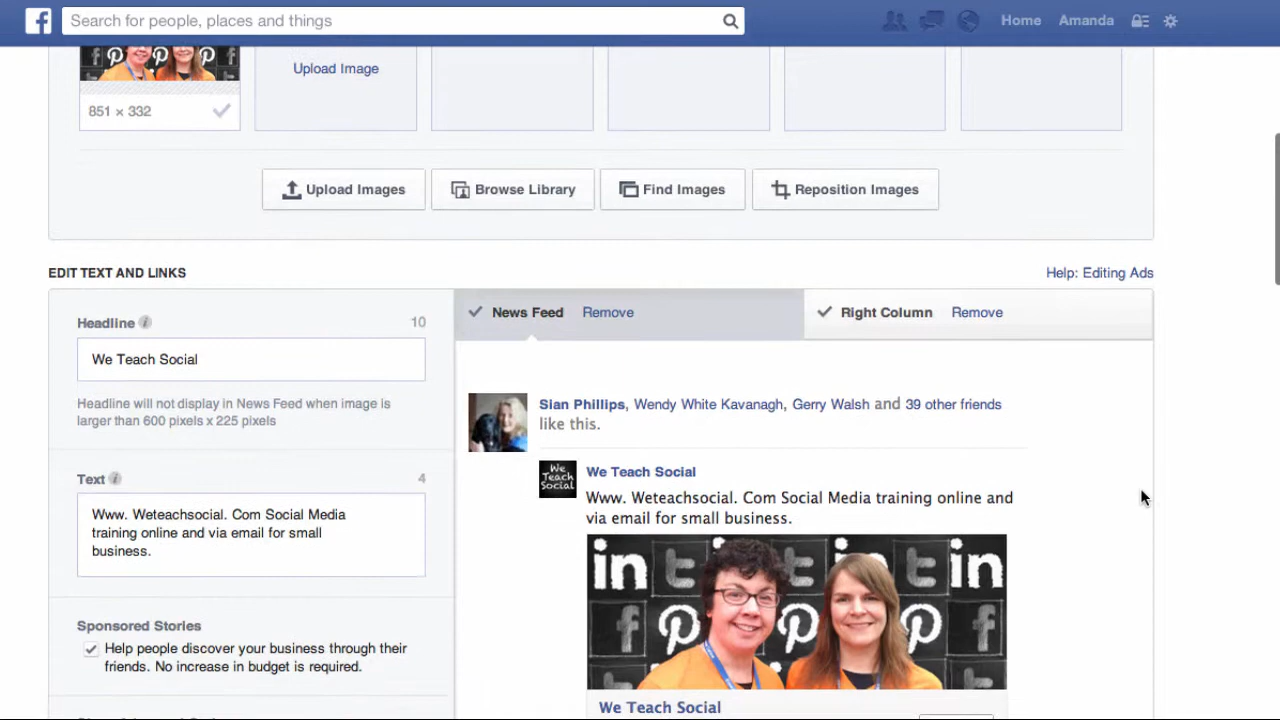 Search for people, places and things
Home
Amanda
851 × 332
Upload Image
Upload Images
Browse Library
Find Images
Reposition Images
EDIT TEXT AND LINKS
Help: Editing Ads
Headline
10
We Teach Social
Headline will not display in News Feed when image is
larger than 600 pixels x 225 pixels
Text
4
Www. Weteachsocial. Com Social Media
training online and via email for small
business.
Sponsored Stories
Help people discover your business through their
friends. No increase in budget is required.
News Feed
Remove
Right Column
Remove
Sian Phillips, Wendy White Kavanagh, Gerry Walsh and 39 other friends
like this.
We
Teach
Social
We Teach Social
Www. Weteachsocial. Com Social Media training online and
via email for small business.
in
in
We Teach Social